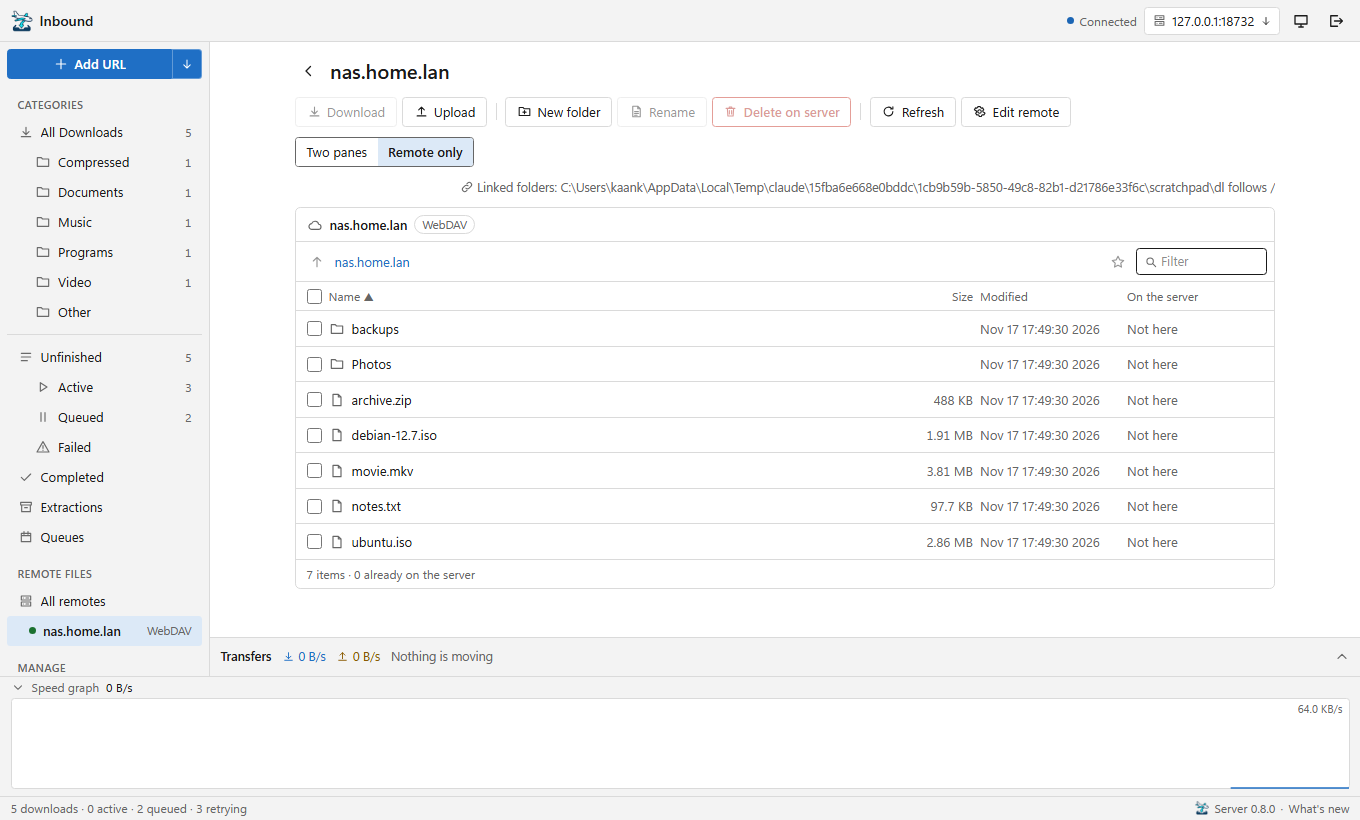 Inbound
Connected
127.0.0.1:18732
Add URL
CATEGORIES
All Downloads 5
Compressed 1
Documents 1
Music 1
Programs 1
Video 1
Other
Unfinished 5
Active 3
Queued 2
Failed
Completed
Extractions
Queues
REMOTE FILES
All remotes
nas.home.lan WebDAV
MANAGE
nas.home.lan
Download Upload New folder Rename Delete on server Refresh Edit remote
Two panes Remote only
Linked folders: C:\Users\kaank\AppData\Local\Temp\claude\15fba6e668e0bddc\1cb9b59b-5850-49c8-82b1-d21786e33f6c\scratchpad\dl follows /
nas.home.lan WebDAV
nas.home.lan Filter
Name Size Modified On the server
backups Nov 17 17:49:30 2026 Not here
Photos Nov 17 17:49:30 2026 Not here
archive.zip 488 KB Nov 17 17:49:30 2026 Not here
debian-12.7.iso 1.91 MB Nov 17 17:49:30 2026 Not here
movie.mkv 3.81 MB Nov 17 17:49:30 2026 Not here
notes.txt 97.7 KB Nov 17 17:49:30 2026 Not here
ubuntu.iso 2.86 MB Nov 17 17:49:30 2026 Not here
7 items · 0 already on the server
Transfers 0 B/s 0 B/s Nothing is moving
Speed graph 0 B/s
64.0 KB/s
5 downloads · 0 active · 2 queued · 3 retrying
Server 0.8.0 · What's new